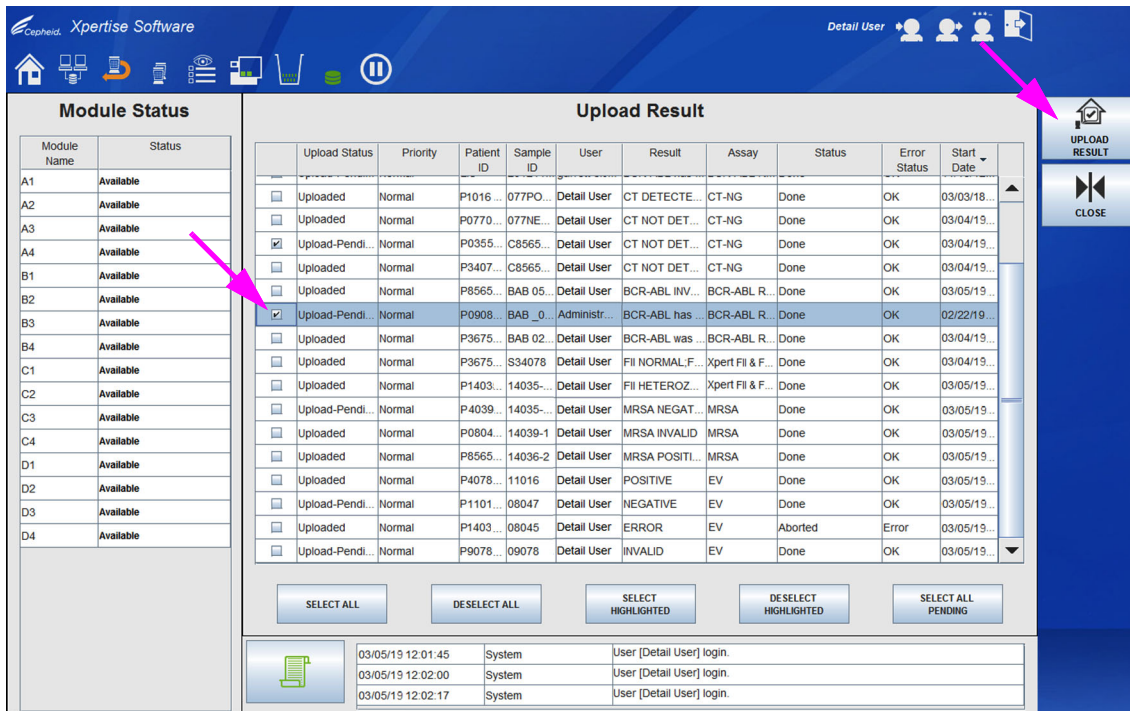 Cepheid. Xpertise Software
Detail User
Module Status
Upload Result
UPLOAD RESULT
CLOSE
Module Name Status
A1 Available
A2 Available
A3 Available
A4 Available
B1 Available
B2 Available
B3 Available
B4 Available
C1 Available
C2 Available
C3 Available
C4 Available
D1 Available
D2 Available
D3 Available
D4 Available
Upload Status Priority Patient ID Sample ID User Result Assay Status Error Status Start Date
Uploaded Normal P1016 ... 077PO... Detail User CT DETECTE... CT-NG Done OK 03/03/18...
Uploaded Normal P0770... 077NE... Detail User CT NOT DET... CT-NG Done OK 03/04/19...
Upload-Pendi... Normal P0355... C8565... Detail User CT NOT DET... CT-NG Done OK 03/04/19...
Uploaded Normal P3407... C8565... Detail User CT NOT DET... CT-NG Done OK 03/04/19...
Uploaded Normal P8565... BAB 05... Detail User BCR-ABL INV... BCR-ABL R... Done OK 03/05/19...
Upload-Pendi... Normal P0908... BAB _0... Administr... BCR-ABL has ... BCR-ABL R... Done OK 02/22/19...
Uploaded Normal P3675... BAB 02... Detail User BCR-ABL was ... BCR-ABL R... Done OK 03/04/19...
Uploaded Normal P3675... S34078 Detail User FII NORMAL;F... Xpert FII & F... Done OK 03/04/19...
Uploaded Normal P1403... 14035-... Detail User FII HETEROZ... Xpert FII & F... Done OK 03/05/19...
Upload-Pendi... Normal P4039... 14035-... Detail User MRSA NEGAT... MRSA Done OK 03/05/19...
Uploaded Normal P0804... 14039-1 Detail User MRSA INVALID MRSA Done OK 03/05/19...
Uploaded Normal P8565... 14036-2 Detail User MRSA POSITI... MRSA Done OK 03/05/19...
Uploaded Normal P4078... 11016 Detail User POSITIVE EV Done OK 03/05/19...
Upload-Pendi... Normal P1101... 08047 Detail User NEGATIVE EV Done OK 03/05/19...
Uploaded Normal P1403... 08045 Detail User ERROR EV Aborted Error 03/05/19...
Upload-Pendi... Normal P9078... 09078 Detail User INVALID EV Done OK 03/05/19...
SELECT ALL
DESELECT ALL
SELECT HIGHLIGHTED
DESELECT HIGHLIGHTED
SELECT ALL PENDING
03/05/19 12:01:45 System User [Detail User] login.
03/05/19 12:02:00 System User [Detail User] login.
03/05/19 12:02:17 System User [Detail User] login.